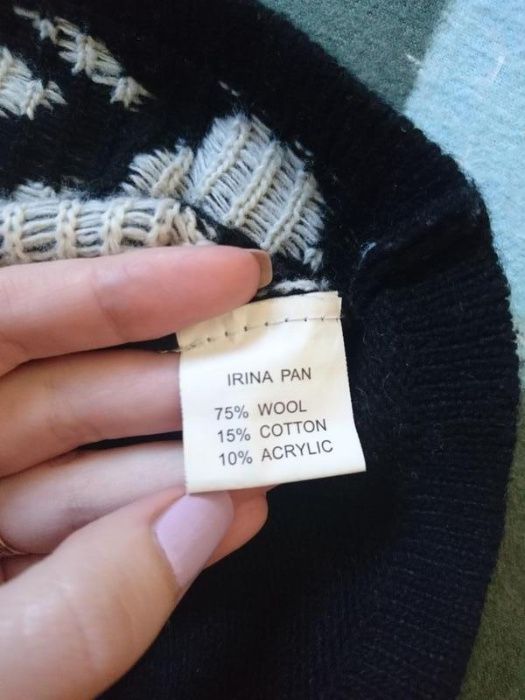 IRINA PAN
75% WOOL
15% COTTON
10% ACRYLIC